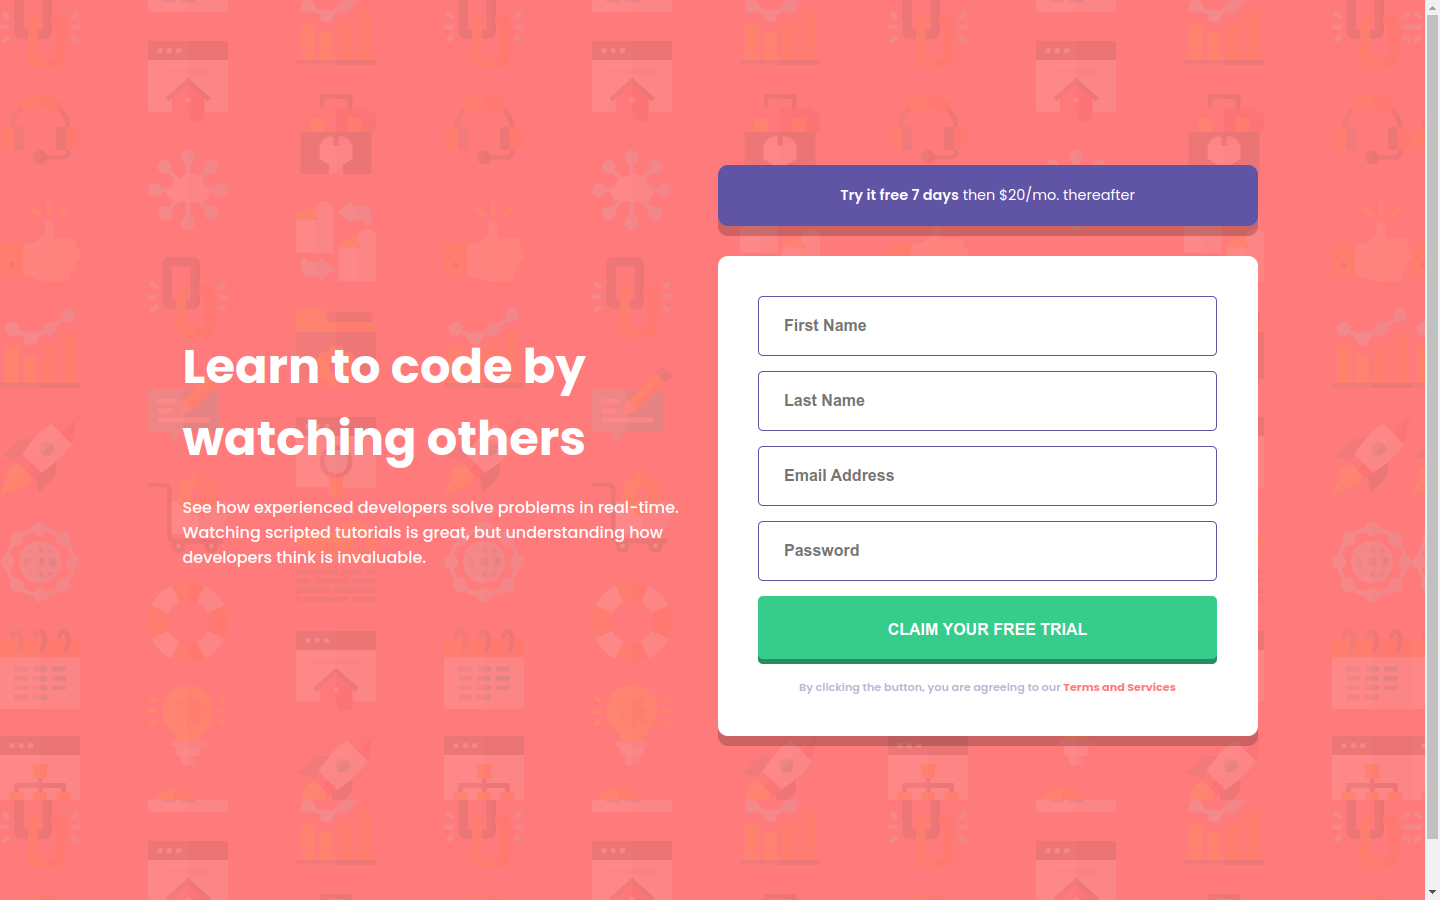 Try it free 7 days then $20/mo. thereafter
Learn to code by
watching others
See how experienced developers solve problems in real-time.
Watching scripted tutorials is great, but understanding how
developers think is invaluable.
First Name
Last Name
Email Address
Password
CLAIM YOUR FREE TRIAL
By clicking the button, you are agreeing to our Terms and Services